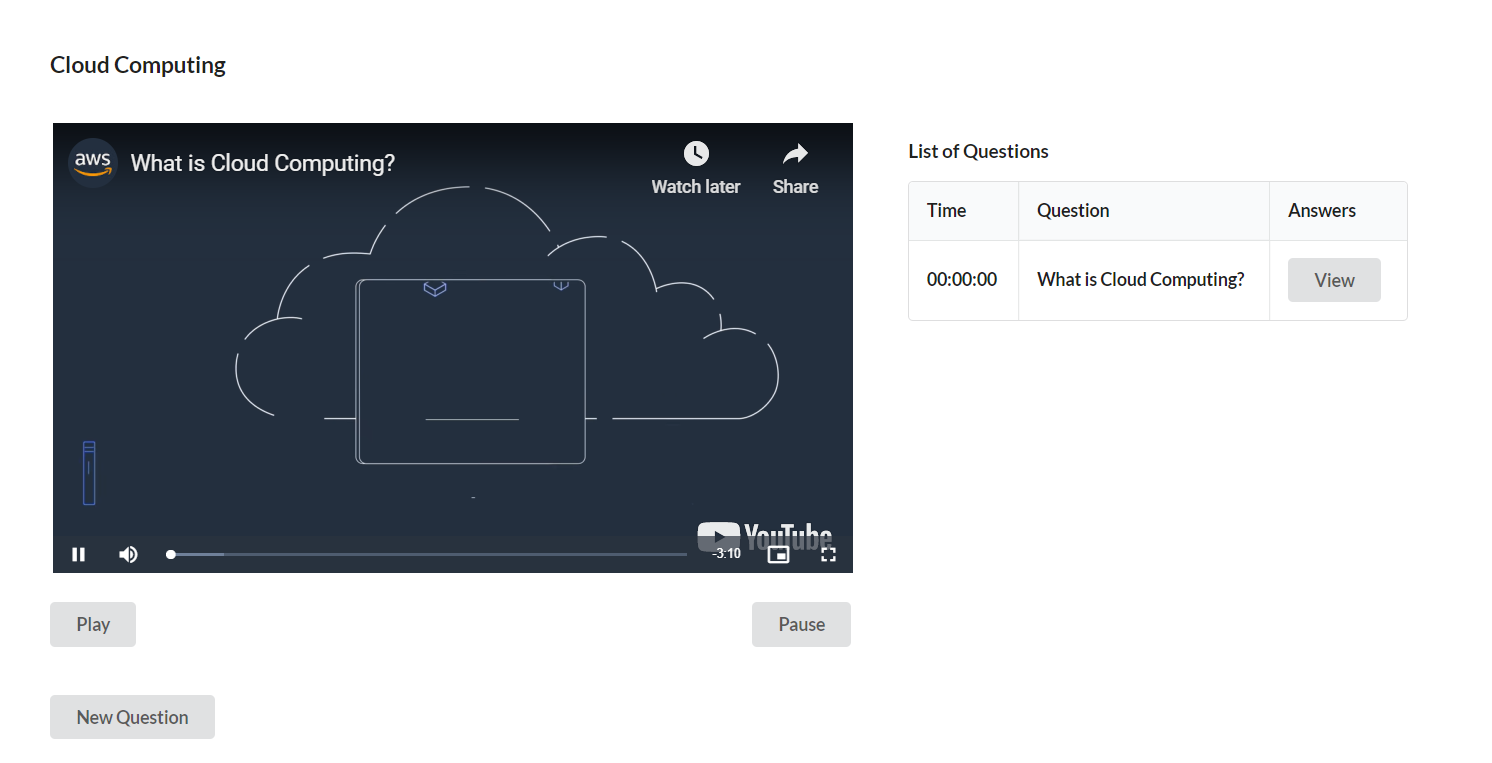 Cloud Computing
aws
What is Cloud Computing?
Watch later
Share
YouTube
-3:10
Play
Pause
New Question
List of Questions
Time Question Answers
00:00:00 What is Cloud Computing? View